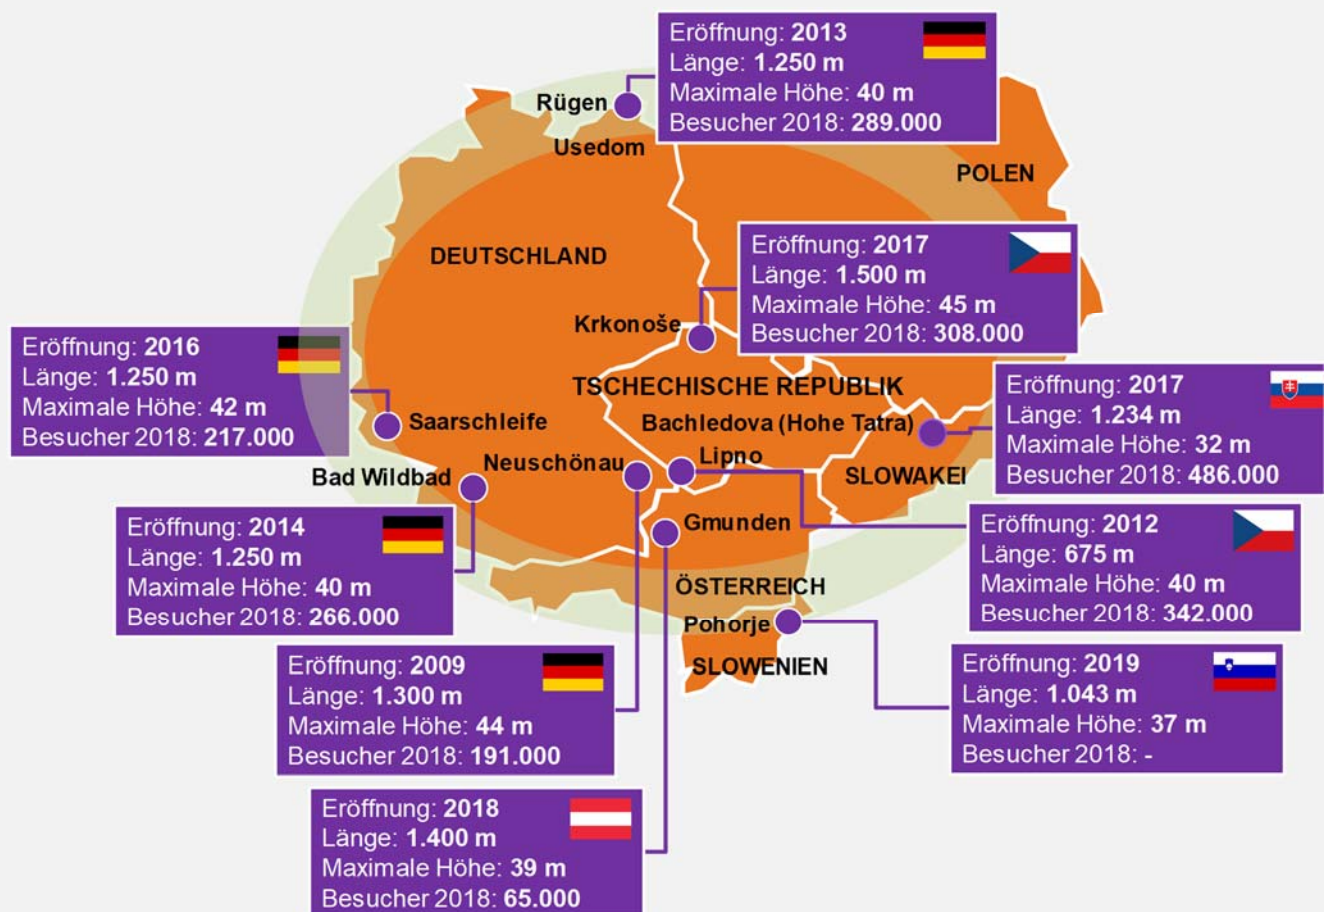 Eröffnung: 2013
Länge: 1.250 m
Maximale Höhe: 40 m
Besucher 2018: 289.000
Rügen
Usedom
POLEN
DEUTSCHLAND
Eröffnung: 2017
Länge: 1.500 m
Maximale Höhe: 45 m
Besucher 2018: 308.000
Krkonoše
Eröffnung: 2016
Länge: 1.250 m
Maximale Höhe: 42 m
Besucher 2018: 217.000
TSCHECHISCHE REPUBLIK
Eröffnung: 2017
Länge: 1.234 m
Maximale Höhe: 32 m
Besucher 2018: 486.000
Saarschleife
Bachledova (Hohe Tatra)
Neuschönau
Lipno
Bad Wildbad
SLOWAKEI
Eröffnung: 2014
Länge: 1.250 m
Maximale Höhe: 40 m
Besucher 2018: 266.000
Gmunden
Eröffnung: 2012
Länge: 675 m
Maximale Höhe: 40 m
Besucher 2018: 342.000
ÖSTERREICH
Pohorje
SLOWENIEN
Eröffnung: 2009
Länge: 1.300 m
Maximale Höhe: 44 m
Besucher 2018: 191.000
Eröffnung: 2019
Länge: 1.043 m
Maximale Höhe: 37 m
Besucher 2018: -
Eröffnung: 2018
Länge: 1.400 m
Maximale Höhe: 39 m
Besucher 2018: 65.000